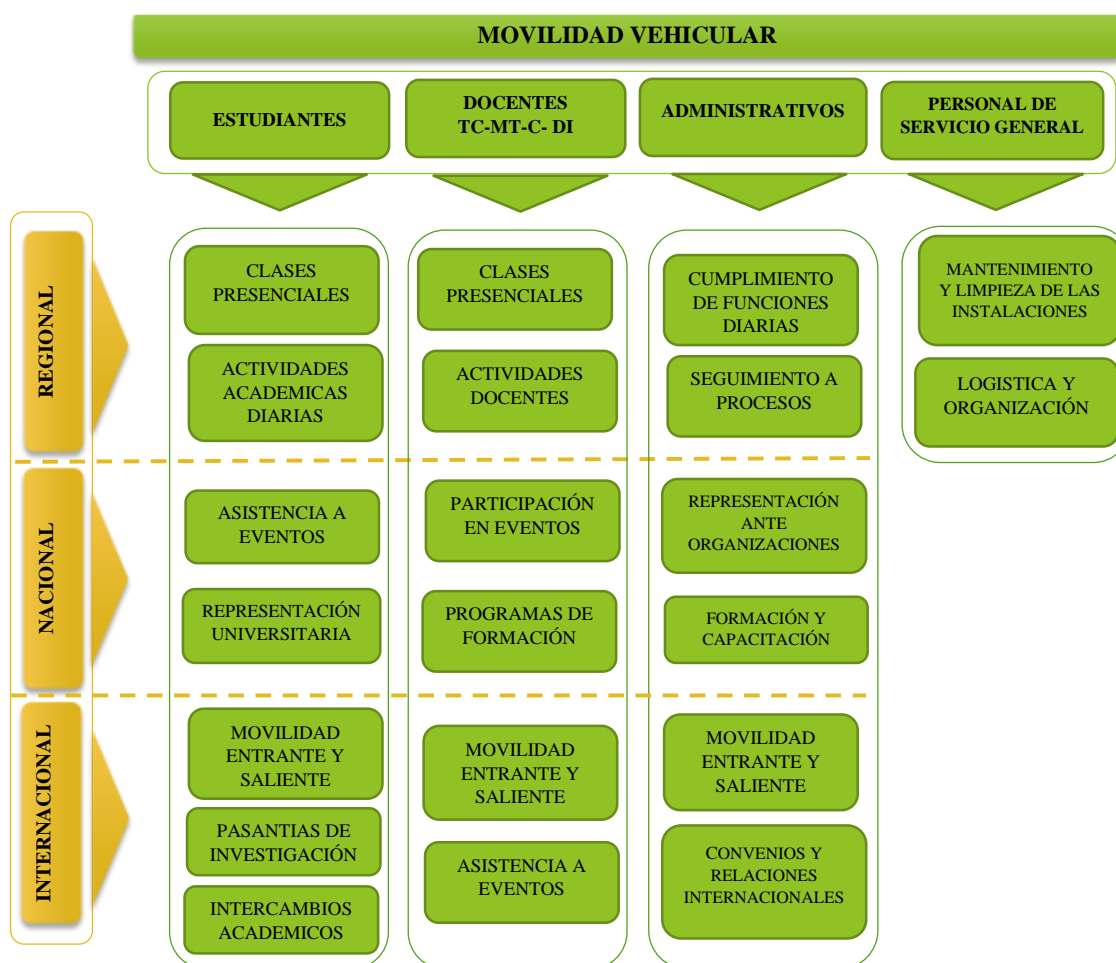 MOVILIDAD VEHICULAR
ESTUDIANTES
DOCENTES
TC-MT-C- DI
ADMINISTRATIVOS
PERSONAL DE
SERVICIO GENERAL
REGIONAL
CLASES
PRESENCIALES
ACTIVIDADES
ACADEMICAS
DIARIAS
CLASES
PRESENCIALES
ACTIVIDADES
DOCENTES
CUMPLIMIENTO
DE FUNCIONES
DIARIAS
SEGUIMIENTO A
PROCESOS
MANTENIMIENTO
Y LIMPIEZA DE LAS
INSTALACIONES
LOGISTICA Y
ORGANIZACIÓN
NACIONAL
ASISTENCIA A
EVENTOS
REPRESENTACIÓN
UNIVERSITARIA
PARTICIPACIÓN
EN EVENTOS
PROGRAMAS DE
FORMACIÓN
REPRESENTACIÓN
ANTE
ORGANIZACIONES
FORMACIÓN Y
CAPACITACIÓN
INTERNACIONAL
MOVILIDAD
ENTRANTE Y
SALIENTE
PASANTIAS DE
INVESTIGACIÓN
INTERCAMBIOS
ACADEMICOS
MOVILIDAD
ENTRANTE Y
SALIENTE
ASISTENCIA A
EVENTOS
MOVILIDAD
ENTRANTE Y
SALIENTE
CONVENIOS Y
RELACIONES
INTERNACIONALES